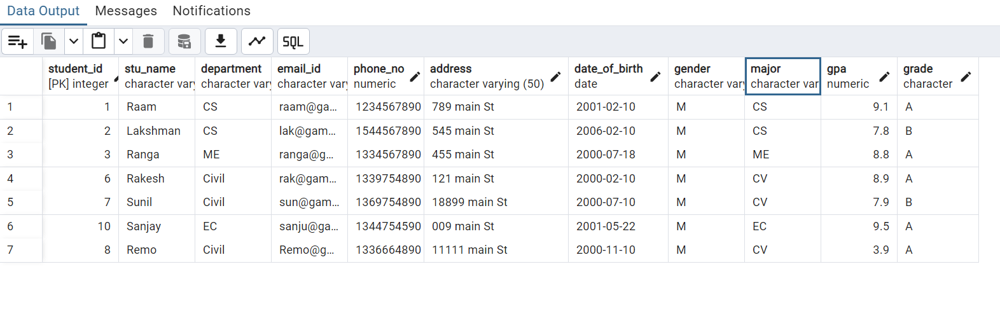 Data Output Messages Notifications
SQL
student_id stu_name department email_id phone_no address date_of_birth gender major gpa grade
[PK] integer character vary character vary character vary numeric character varying (50) date character vary character var numeric character
1 1 Raam CS raam@ga... 1234567890 789 main St 2001-02-10 M CS 9.1 A
2 2 Lakshman CS lak@gam... 1544567890 545 main St 2006-02-10 M CS 7.8 B
3 3 Ranga ME ranga@g... 1334567890 455 main St 2000-07-18 M ME 8.8 A
4 6 Rakesh Civil rak@gam... 1339754890 121 main St 2000-02-10 M CV 8.9 A
5 7 Sunil Civil sun@gam... 1369754890 18899 main St 2000-07-10 M CV 7.9 B
6 10 Sanjay EC sanju@ga... 1344754590 009 main St 2001-05-22 M EC 9.5 A
7 8 Remo Civil Remo@g... 1336664890 11111 main St 2000-11-10 M CV 3.9 A